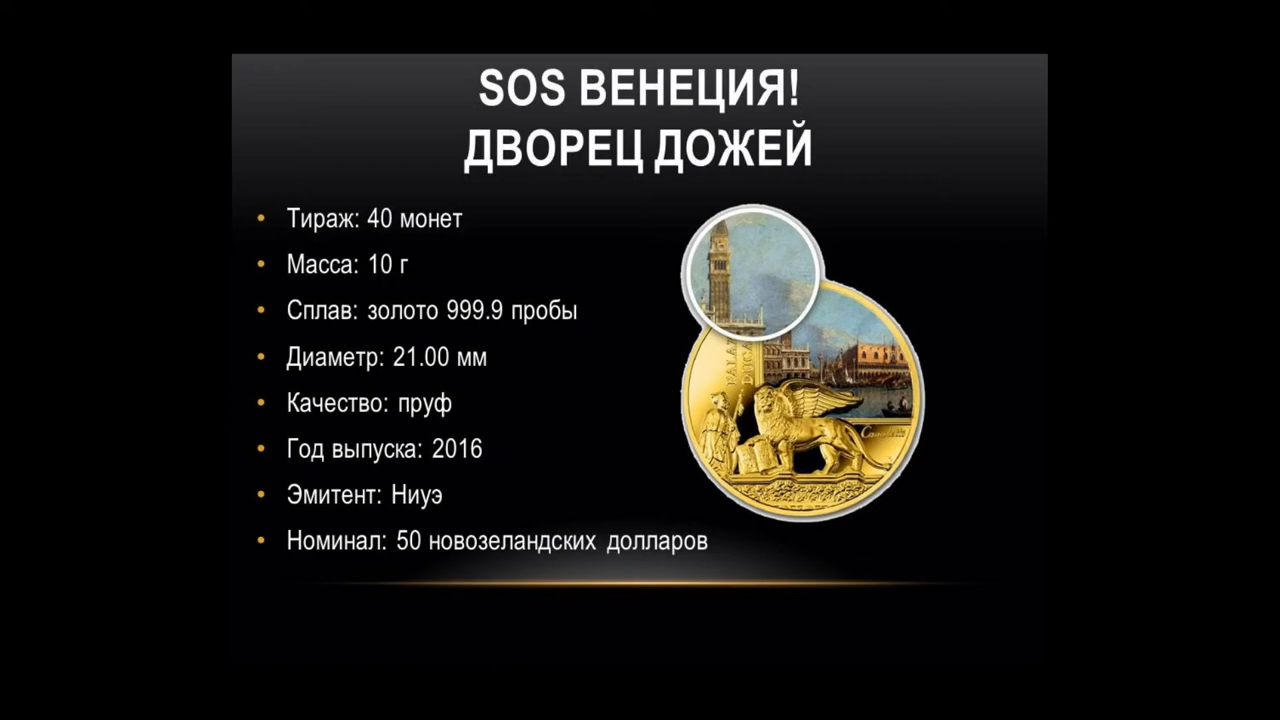 SOS ВЕНЕЦИЯ!
ДВОРЕЦ ДОЖЕЙ
• Тираж: 40 монет
• Масса: 10 г
• Сплав: золото 999.9 пробы
• Диаметр: 21.00 мм
• Качество: пруф
• Год выпуска: 2016
• Эмитент: Ниуэ
• Номинал: 50 новозеландских долларов